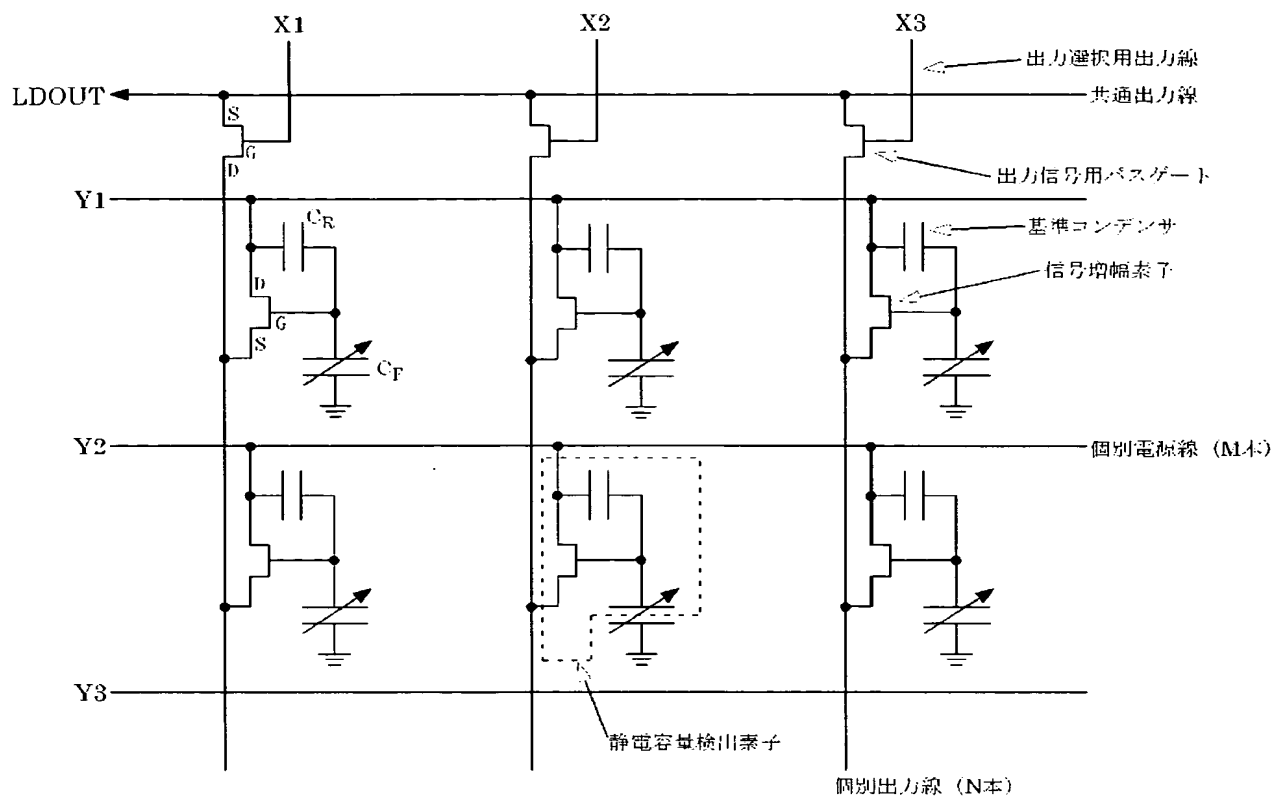 X1
X2
X3
出力選択用出力線
LDOUT
共通出力線
S
G
D
出力信号用パスゲート
Y1
CR
基準コンデンサ
信号増幅素子
D
G
S
CF
Y2
個別電源線（M本）
Y3
静電容量検出素子
個別出力線（N本）